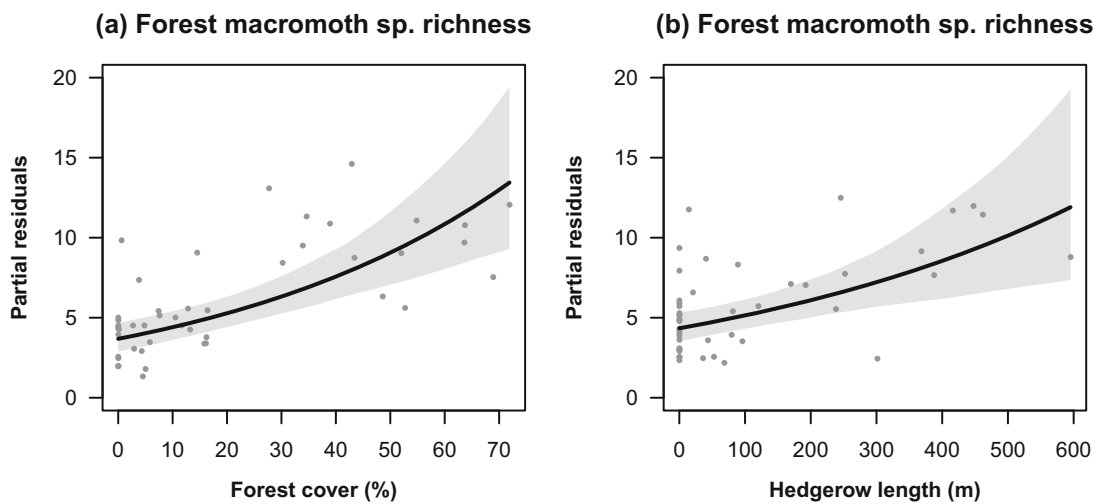 (a) Forest macromoth sp. richness
20
15
10
5
0
Partial residuals
0 10 20 30 40 50 60 70
Forest cover (%)
(b) Forest macromoth sp. richness
20
15
10
5
0
Partial residuals
0 100 200 300 400 500 600
Hedgerow length (m)